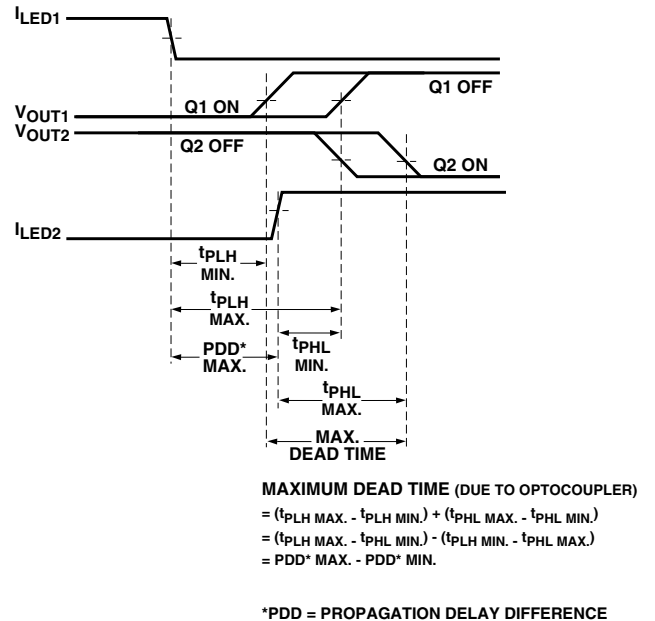 ILED1
VOUT1
Q1 ON
Q1 OFF
VOUT2
Q2 OFF
Q2 ON
ILED2
tPLH
MIN.
tPLH
MAX.
PDD*
MAX.
tPHL
MIN.
tPHL
MAX.
MAX.
DEAD TIME
MAXIMUM DEAD TIME (DUE TO OPTOCOUPLER)
= (tPLH MAX. - tPLH MIN.) + (tPHL MAX. - tPHL MIN.)
= (tPLH MAX. - tPHL MIN.) - (tPLH MIN. - tPHL MAX.)
= PDD* MAX. - PDD* MIN.
*PDD = PROPAGATION DELAY DIFFERENCE